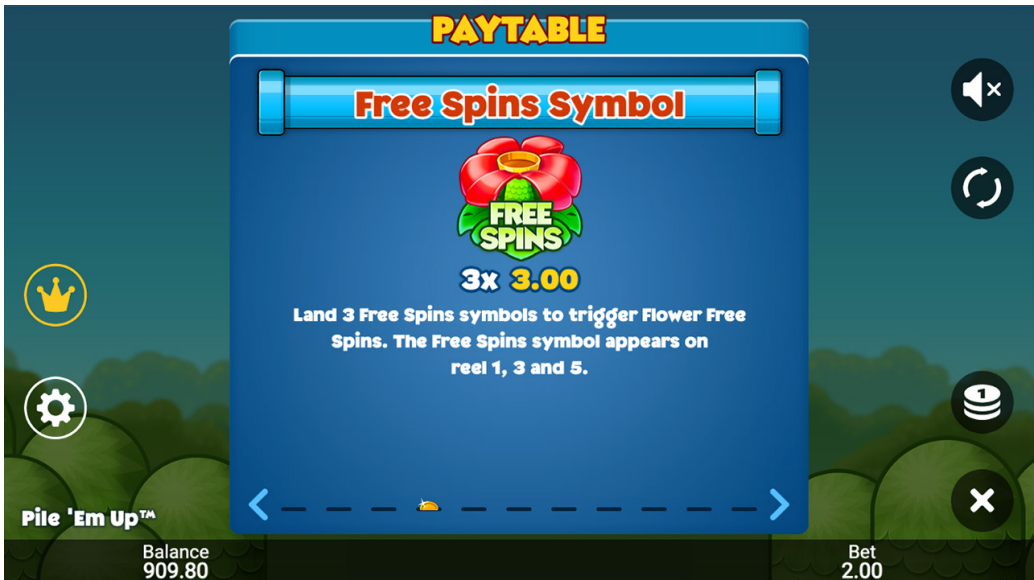 PAYTABLE
Free Spins Symbol
FREE
SPINS
3x 3.00
Land 3 Free Spins symbols to trigger Flower Free
Spins. The Free Spins symbol appears on
reel 1, 3 and 5.
1
Pile 'Em Up™
Balance
909.80
Bet
2.00